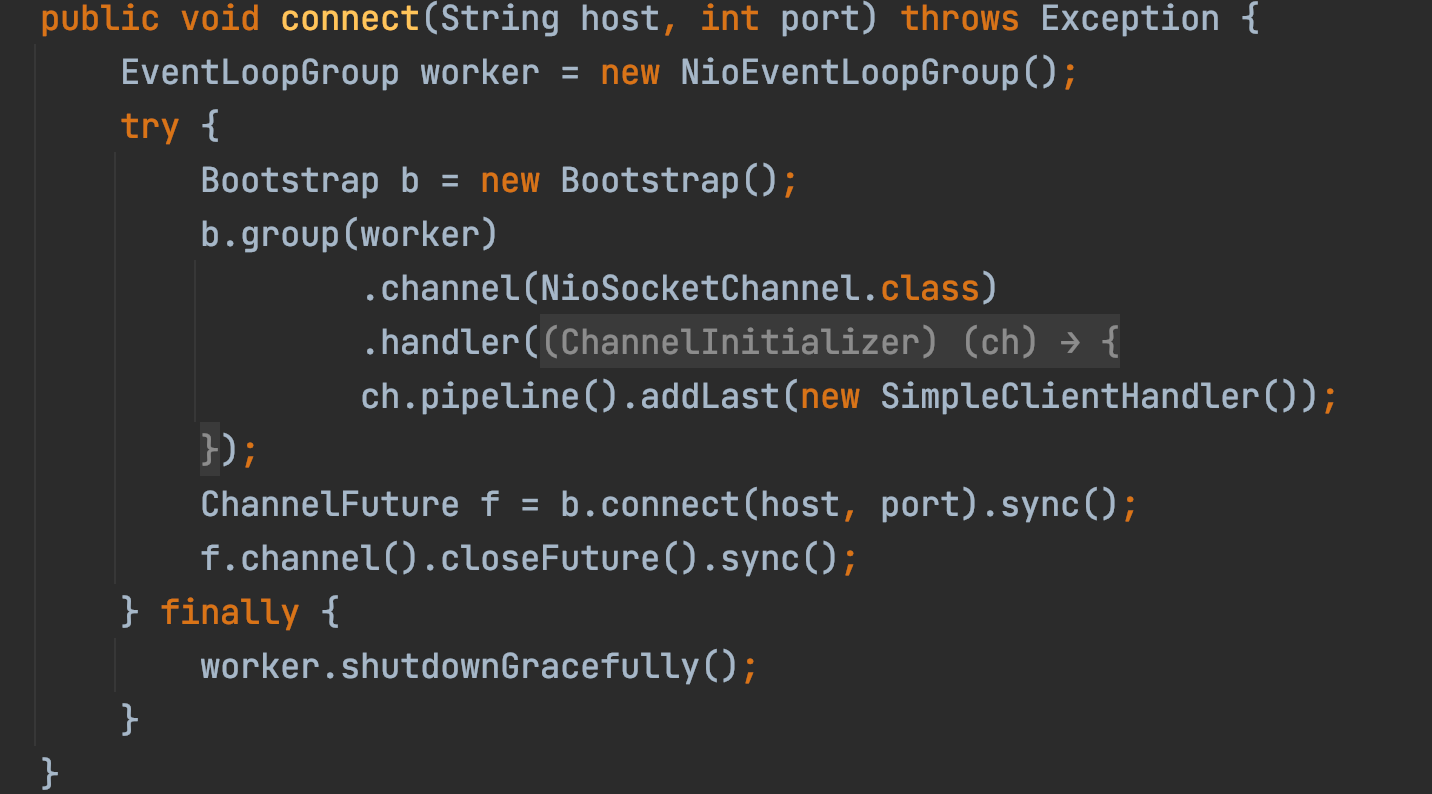 public void connect(String host, int port) throws Exception {
EventLoopGroup worker = new NioEventLoopGroup();
try {
Bootstrap b = new Bootstrap();
b.group(worker)
.channel(NioSocketChannel.class)
.handler((ChannelInitializer) (ch) → {
ch.pipeline().addLast(new SimpleClientHandler());
});
ChannelFuture f = b.connect(host, port).sync();
f.channel().closeFuture().sync();
} finally {
worker.shutdownGracefully();
}
}